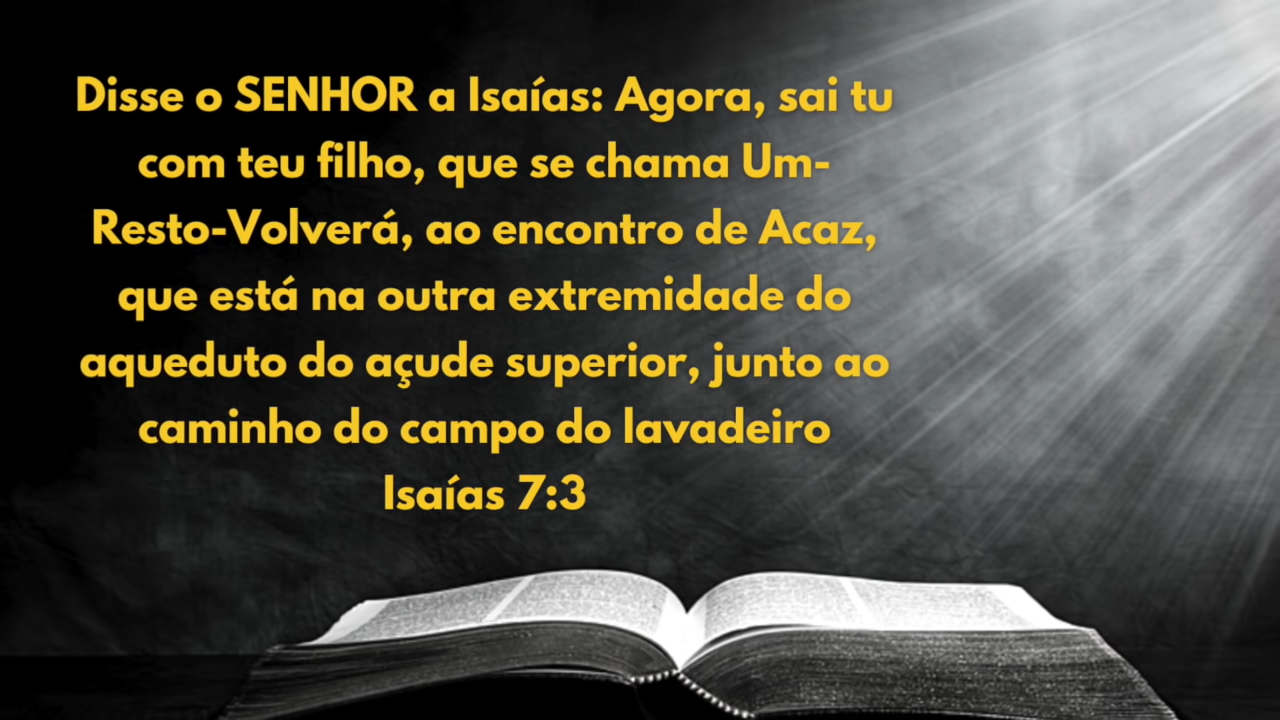 Disse o SENHOR a Isaías: Agora, sai tu
com teu filho, que se chama Um-
Resto-Volverá, ao encontro de Acaz,
que está na outra extremidade do
aqueduto do açude superior, junto ao
caminho do campo do lavadeiro
Isaías 7:3